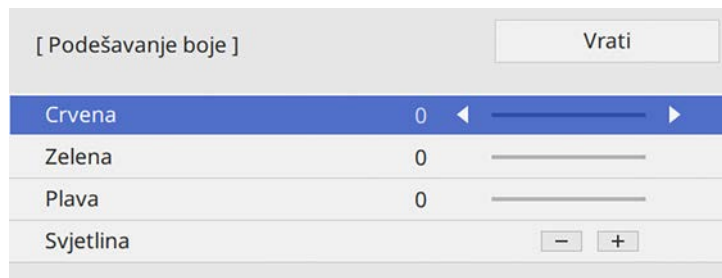 [ Podešavanje boje ] Vrati
Crvena 0
Zelena 0
Plava 0
Svjetlina − +